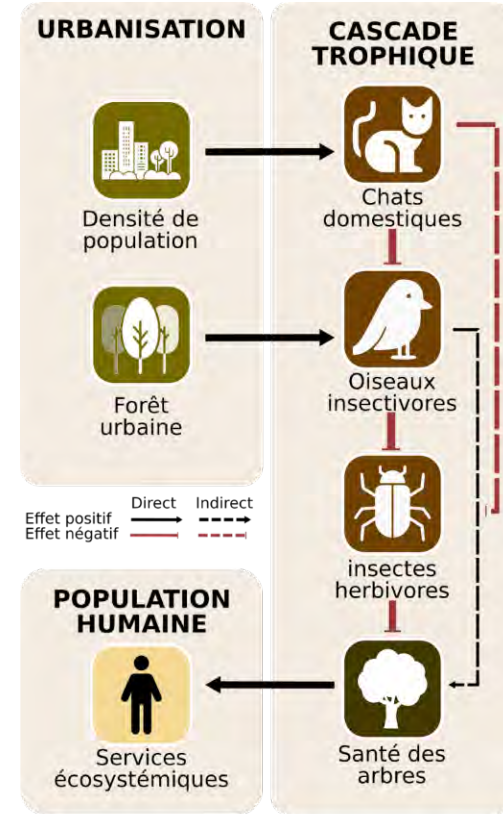 URBANISATION
Densité de
population
Forêt
urbaine
Direct Indirect
Effet positif
Effet négatif
POPULATION
HUMAINE
Services
écosystémiques
CASCADE
TROPHIQUE
Chats
domestiques
Oiseaux
insectivores
insectes
herbivores
Santé des
arbres